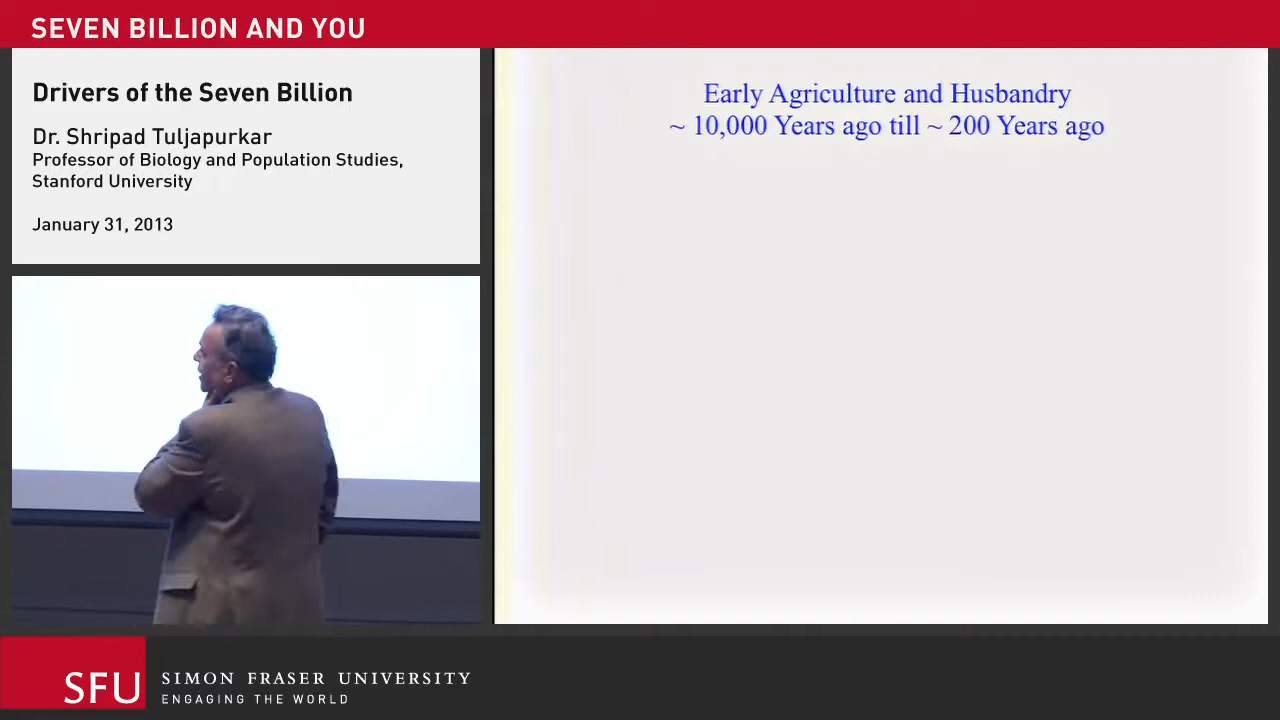 SEVEN BILLION AND YOU
Drivers of the Seven Billion
Dr. Shripad Tuljapurkar
Professor of Biology and Population Studies,
Stanford University
January 31, 2013
Early Agriculture and Husbandry
~ 10,000 Years ago till ~ 200 Years ago
SFU
SIMON FRASER UNIVERSITY
ENGAGING THE WORLD